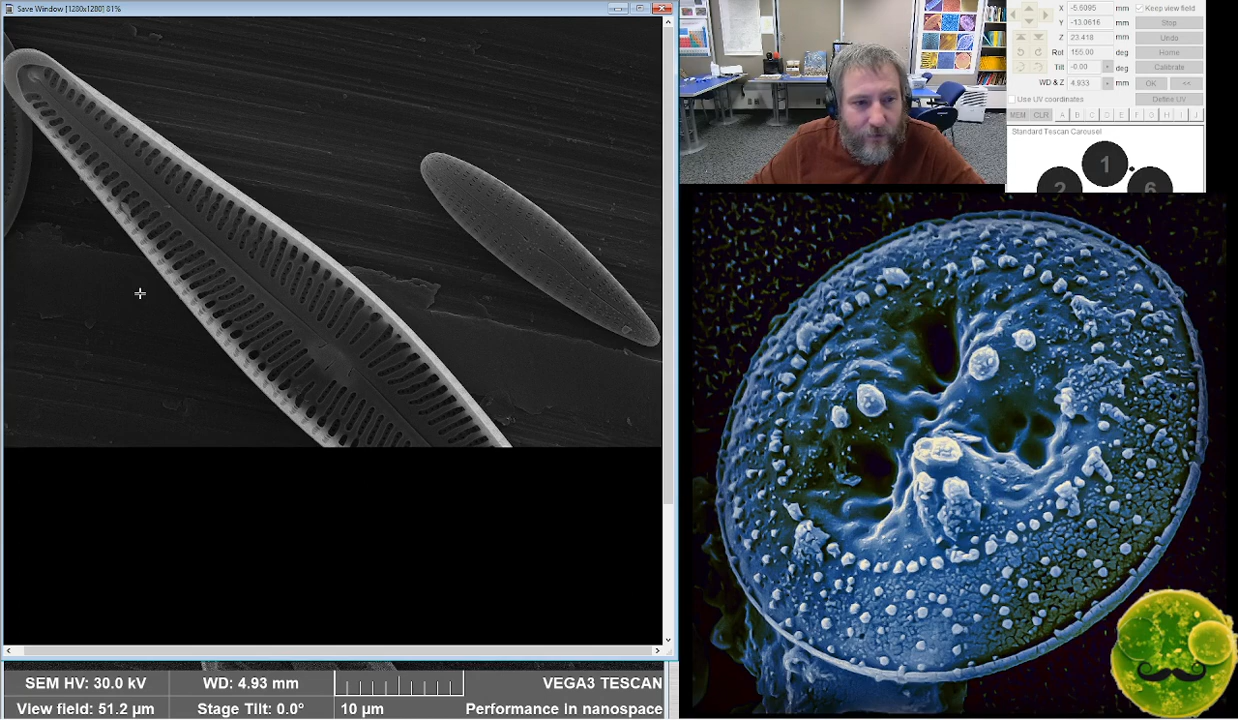 Save Window [1280x1280] 81%
X -5.6095 mm Keep view field
Y -13.0616 mm Stop
Z 23.418 mm Undo
Rot 155.00 deg Home
Tilt -0.00 deg Calibrate
WD & Z 4.933 mm OK <<
Use UV coordinates Define UV
MEM CLR A B C D E F G H I J
Standard Tescan Carousel
1
2 6
SEM HV: 30.0 kV WD: 4.93 mm VEGA3 TESCAN
View field: 51.2 µm Stage Tilt: 0.0° 10 µm Performance in nanospace